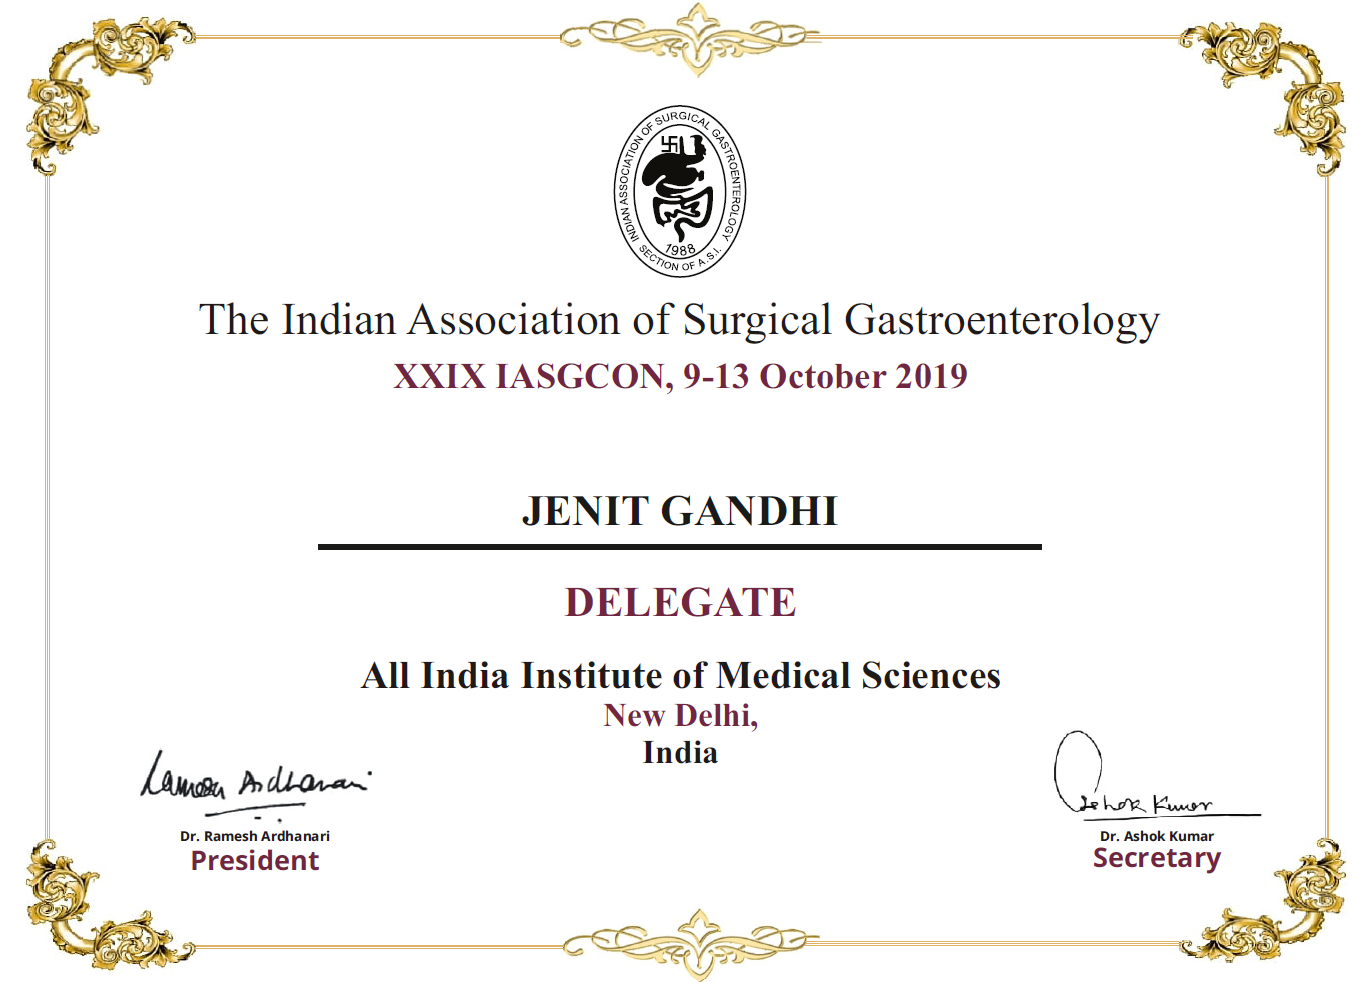 INDIAN ASSOCIATION OF SURGICAL GASTROENTEROLOGY
1988
SECTION OF A.S.I.
The Indian Association of Surgical Gastroenterology
XXIX IASGCON, 9-13 October 2019
JENIT GANDHI
DELEGATE
All India Institute of Medical Sciences
New Delhi,
India
Ramesh Ardhanari
Dr. Ramesh Ardhanari
President
Ashok Kumar
Dr. Ashok Kumar
Secretary